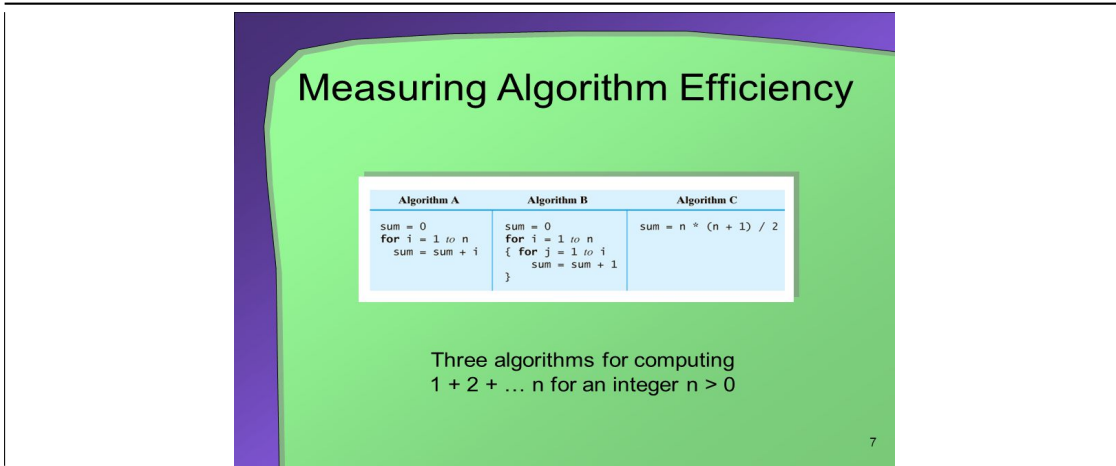 Measuring Algorithm Efficiency
Algorithm A
sum = 0
for i = 1 to n
sum = sum + i
Algorithm B
sum = 0
for i = 1 to n
{ for j = 1 to i
sum = sum + 1
}
Algorithm C
sum = n * (n + 1) / 2
Three algorithms for computing
1 + 2 + … n for an integer n > 0
7